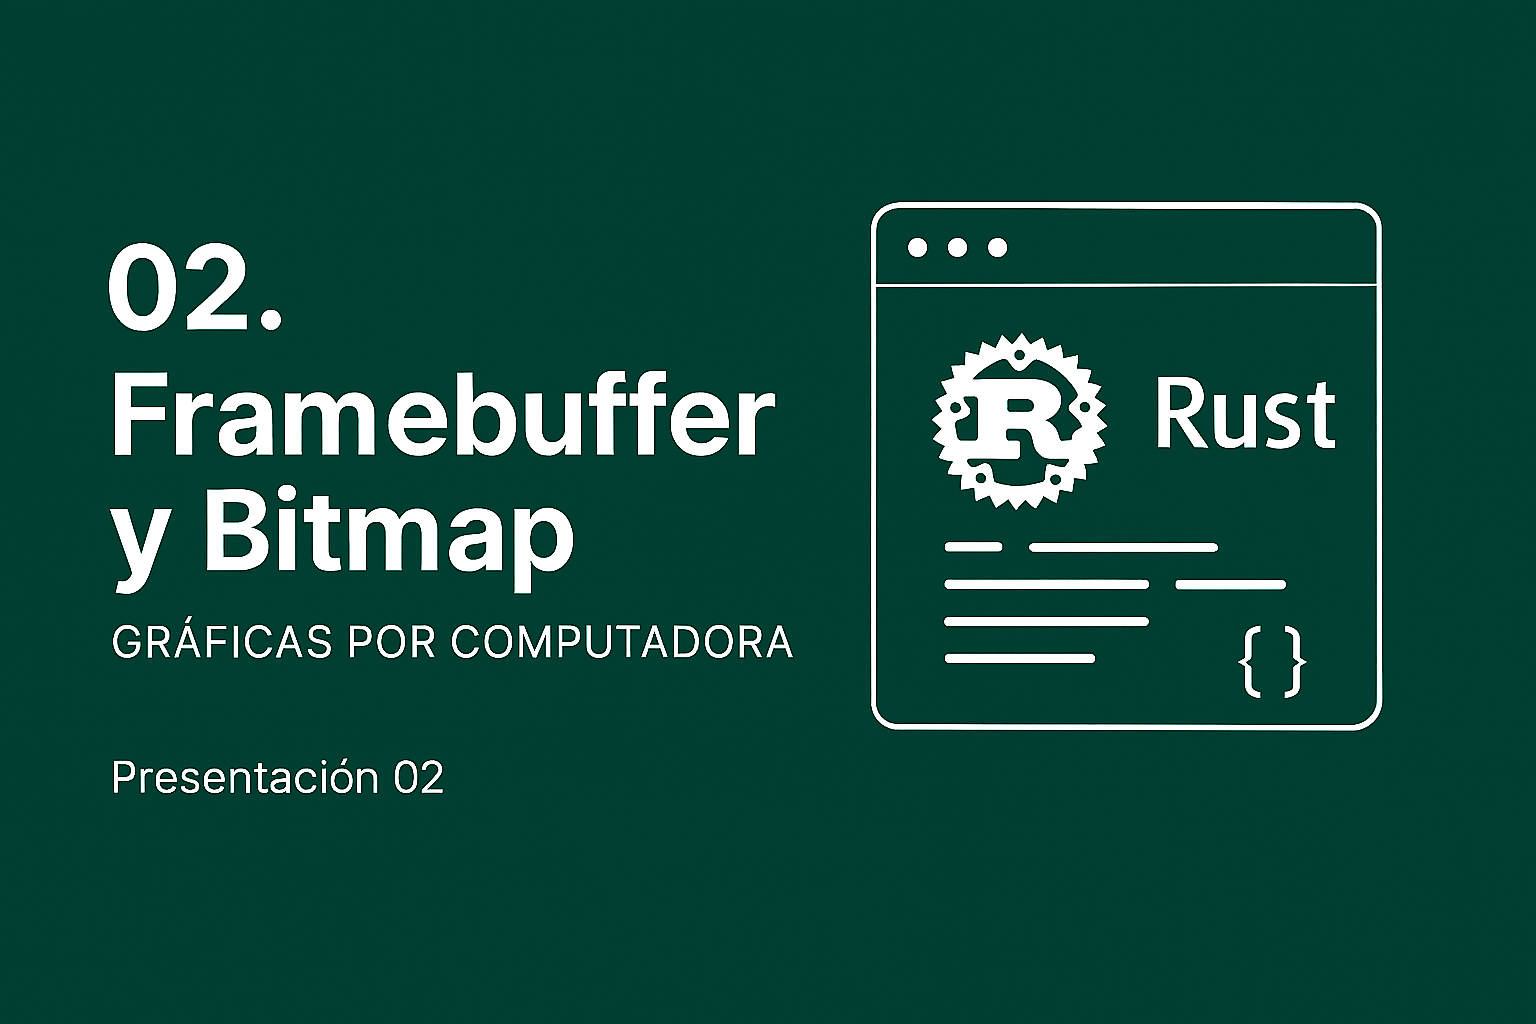 02.
Framebuffer
y Bitmap
GRÁFICAS POR COMPUTADORA
Presentación 02
R Rust
{ }